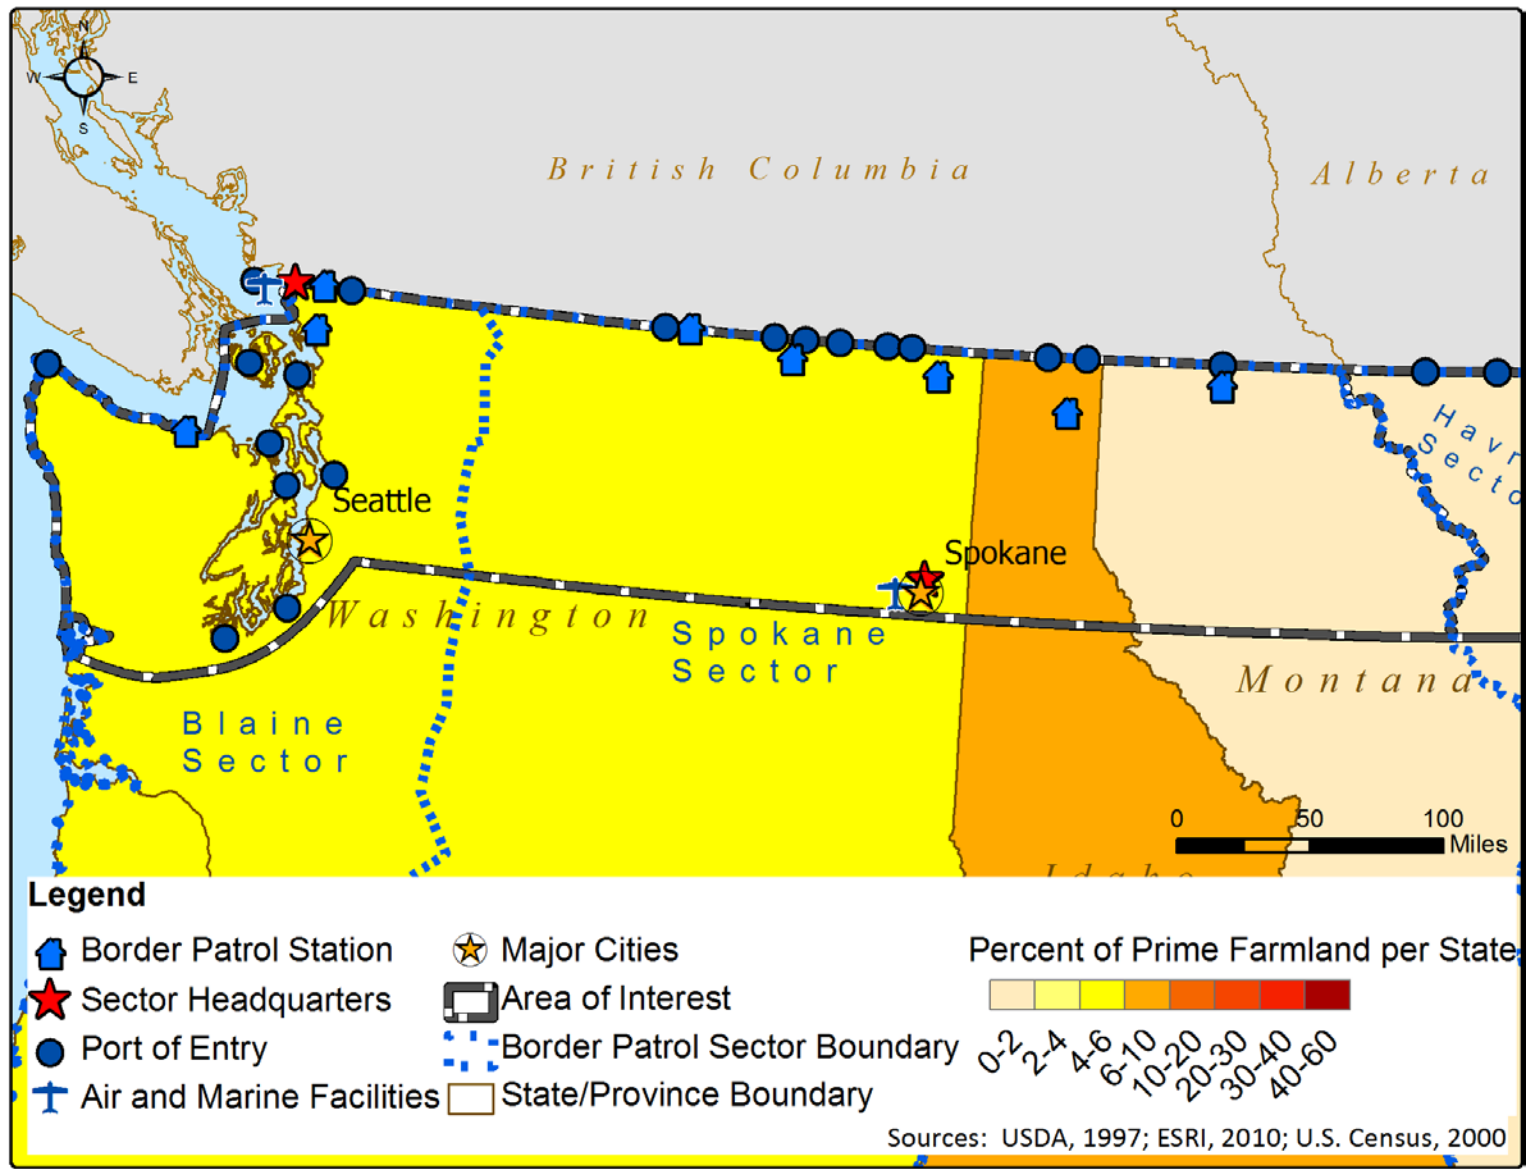 N
W E
S
British Columbia
Alberta
Havr
Secto
Seattle
Spokane
Washington
Spokane
Sector
Montana
Blaine
Sector
0 50 100
Miles
Idaho
Legend
Border Patrol Station
Sector Headquarters
Port of Entry
Air and Marine Facilities
Major Cities
Area of Interest
Border Patrol Sector Boundary
State/Province Boundary
Percent of Prime Farmland per State
0-2
2-4
4-6
6-10
10-20
20-30
30-40
40-60
Sources: USDA, 1997; ESRI, 2010; U.S. Census, 2000